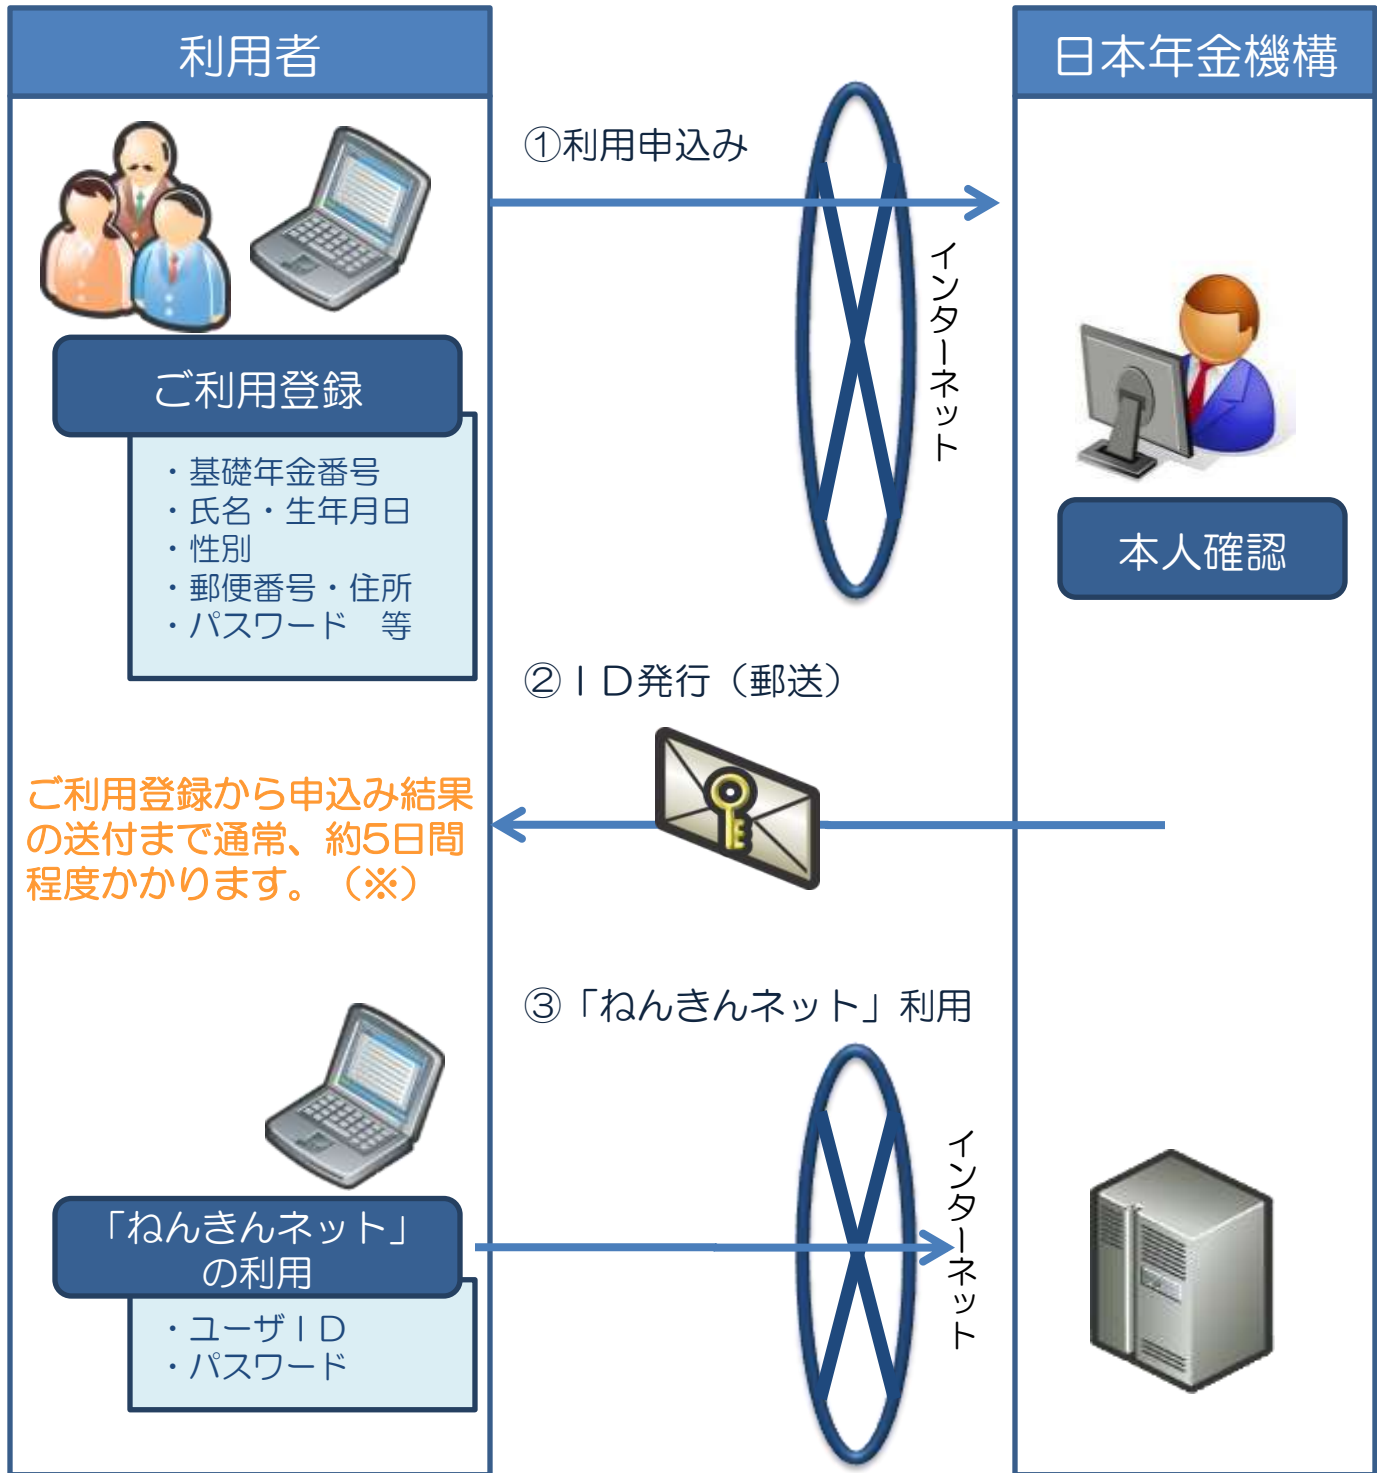 利用者
日本年金機構
①利用申込み
インターネット
ご利用登録
・基礎年金番号
・氏名・生年月日
・性別
・郵便番号・住所
・パスワード　等
本人確認
②ＩＤ発行（郵送）
ご利用登録から申込み結果
の送付まで通常、約5日間
程度かかります。（※）
③「ねんきんネット」利用
インターネット
「ねんきんネット」
の利用
・ユーザＩＤ
・パスワード